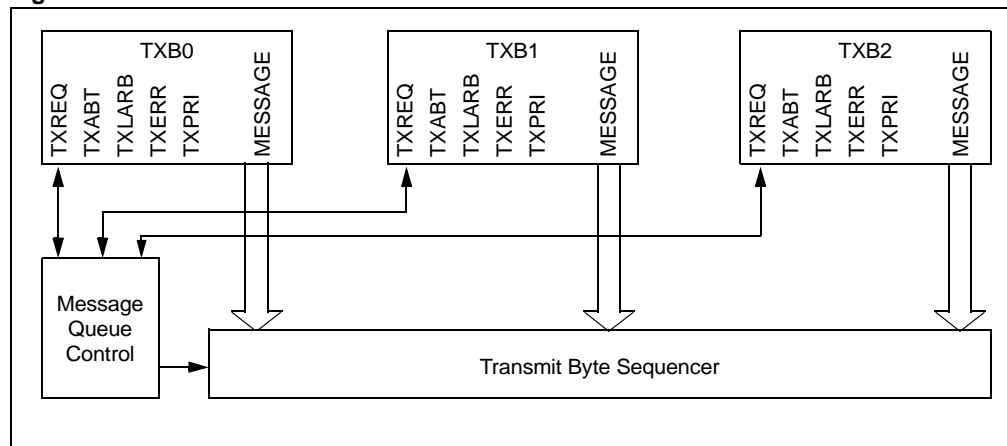 TXB0
TXREQ
TXABT
TXLARB
TXERR
TXPRI
MESSAGE
TXB1
TXREQ
TXABT
TXLARB
TXERR
TXPRI
MESSAGE
TXB2
TXREQ
TXABT
TXLARB
TXERR
TXPRI
MESSAGE
Message
Queue
Control
Transmit Byte Sequencer